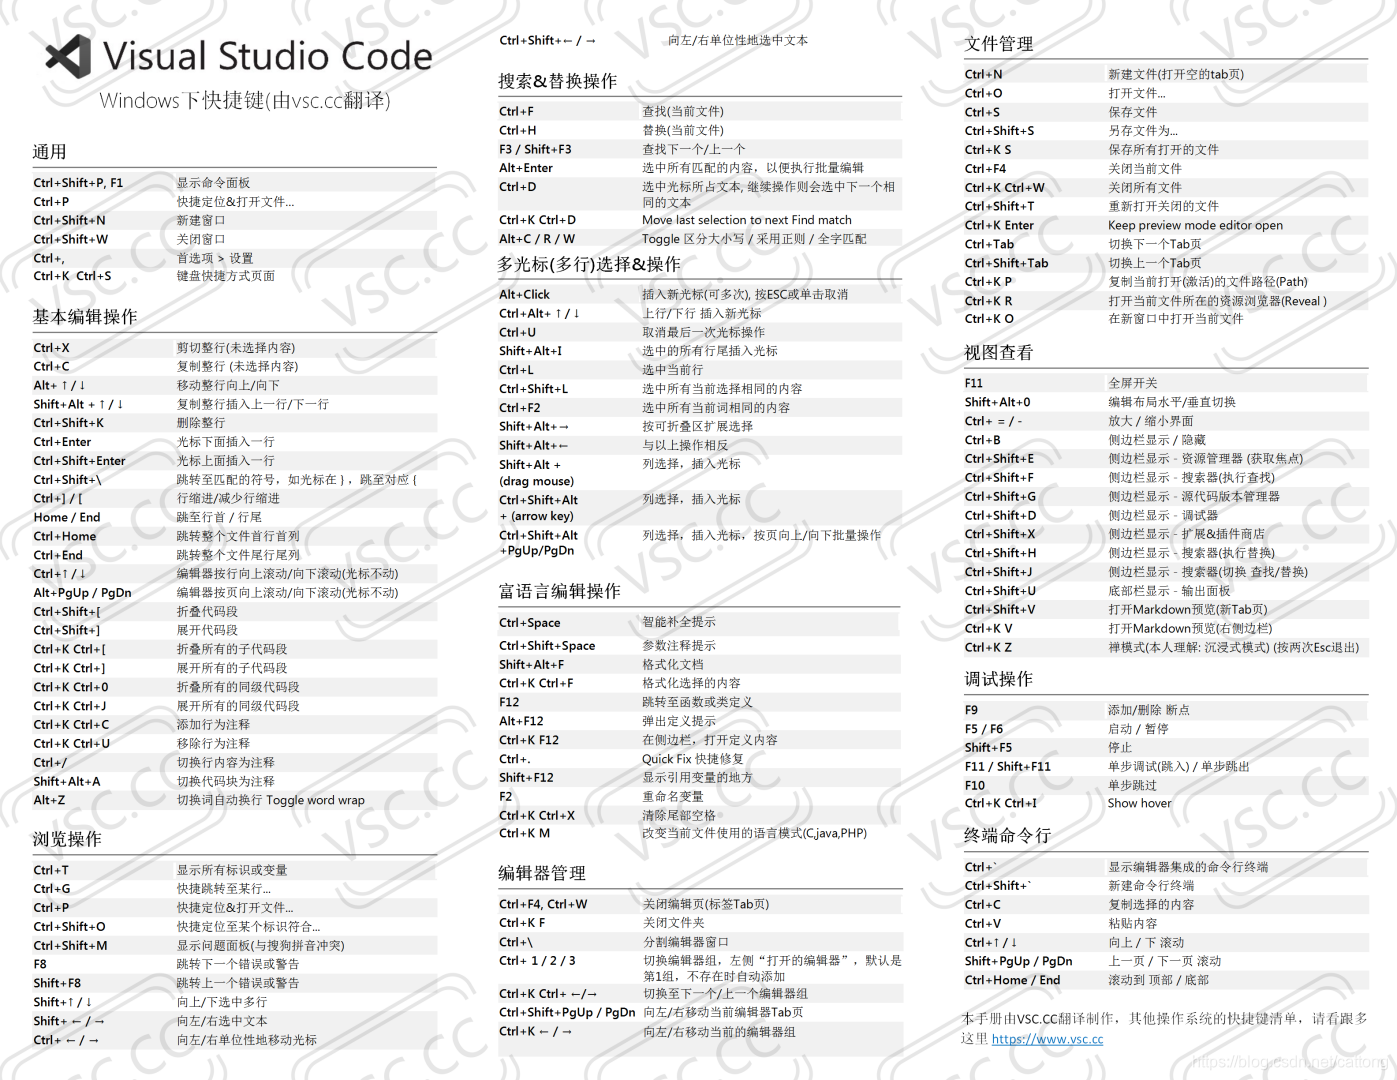 Visual Studio Code
Windows下快捷键(由vsc.cc翻译)
通用
Ctrl+Shift+P, F1 显示命令面板
Ctrl+P 快捷定位&打开文件...
Ctrl+Shift+N 新建窗口
Ctrl+Shift+W 关闭窗口
Ctrl+, 首选项 > 设置
Ctrl+K Ctrl+S 键盘快捷方式页面
基本编辑操作
Ctrl+X 剪切整行(未选择内容)
Ctrl+C 复制整行 (未选择内容)
Alt+ ↑ / ↓ 移动整行向上/向下
Shift+Alt + ↑ / ↓ 复制整行插入上一行/下一行
Ctrl+Shift+K 删除整行
Ctrl+Enter 光标下面插入一行
Ctrl+Shift+Enter 光标上面插入一行
Ctrl+Shift+\ 跳转至匹配的符号，如光标在 } ，跳至对应 {
Ctrl+] / [ 行缩进/减少行缩进
Home / End 跳至行首 / 行尾
Ctrl+Home 跳转整个文件首行首列
Ctrl+End 跳转整个文件尾行尾列
Ctrl+↑ / ↓ 编辑器按行向上滚动/向下滚动(光标不动)
Alt+PgUp / PgDn 编辑器按页向上滚动/向下滚动(光标不动)
Ctrl+Shift+[ 折叠代码段
Ctrl+Shift+] 展开代码段
Ctrl+K Ctrl+[ 折叠所有的子代码段
Ctrl+K Ctrl+] 展开所有的子代码段
Ctrl+K Ctrl+0 折叠所有的同级代码段
Ctrl+K Ctrl+J 展开所有的同级代码段
Ctrl+K Ctrl+C 添加行为注释
Ctrl+K Ctrl+U 移除行为注释
Ctrl+/ 切换行内容为注释
Shift+Alt+A 切换代码块为注释
Alt+Z 切换词自动换行 Toggle word wrap
浏览操作
Ctrl+T 显示所有标识或变量
Ctrl+G 快捷跳转至某行...
Ctrl+P 快捷定位&打开文件...
Ctrl+Shift+O 快捷定位至某个标识符合...
Ctrl+Shift+M 显示问题面板(与搜狗拼音冲突)
F8 跳转下一个错误或警告
Shift+F8 跳转上一个错误或警告
Shift+↑ / ↓ 向上/下选中多行
Shift+ ← / → 向左/右选中文本
Ctrl+ ← / → 向左/右单位性地移动光标
Ctrl+Shift+← / → 向左/右单位性地选中文本
搜索&替换操作
Ctrl+F 查找(当前文件)
Ctrl+H 替换(当前文件)
F3 / Shift+F3 查找下一个/上一个
Alt+Enter 选中所有匹配的内容，以便执行批量编辑
Ctrl+D 选中光标所占文本, 继续操作则会选中下一个相
同的文本
Ctrl+K Ctrl+D Move last selection to next Find match
Alt+C / R / W Toggle 区分大小写 / 采用正则 / 全字匹配
多光标(多行)选择&操作
Alt+Click 插入新光标(可多次), 按ESC或单击取消
Ctrl+Alt+ ↑ / ↓ 上行/下行 插入新光标
Ctrl+U 取消最后一次光标操作
Shift+Alt+I 选中的所有行尾插入光标
Ctrl+L 选中当前行
Ctrl+Shift+L 选中所有当前选择相同的内容
Ctrl+F2 选中所有当前词相同的内容
Shift+Alt+→ 按可折叠区扩展选择
Shift+Alt+← 与以上操作相反
Shift+Alt + 列选择，插入光标
(drag mouse)
Ctrl+Shift+Alt 列选择，插入光标
+ (arrow key)
Ctrl+Shift+Alt 列选择，插入光标，按页向上/向下批量操作
+PgUp/PgDn
富语言编辑操作
Ctrl+Space 智能补全提示
Ctrl+Shift+Space 参数注释提示
Shift+Alt+F 格式化文档
Ctrl+K Ctrl+F 格式化选择的内容
F12 跳转至函数或类定义
Alt+F12 弹出定义提示
Ctrl+K F12 在侧边栏，打开定义内容
Ctrl+. Quick Fix 快捷修复
Shift+F12 显示引用变量的地方
F2 重命名变量
Ctrl+K Ctrl+X 清除尾部空格
Ctrl+K M 改变当前文件使用的语言模式(C,java,PHP)
编辑器管理
Ctrl+F4, Ctrl+W 关闭编辑页(标签Tab页)
Ctrl+K F 关闭文件夹
Ctrl+\ 分割编辑器窗口
Ctrl+ 1 / 2 / 3 切换编辑器组，左侧“打开的编辑器”，默认是
第1组，不存在时自动添加
Ctrl+K Ctrl+ ←/→ 切换至下一个/上一个编辑器组
Ctrl+Shift+PgUp / PgDn 向左/右移动当前编辑器Tab页
Ctrl+K ← / → 向左/右移动当前的编辑器组
文件管理
Ctrl+N 新建文件(打开空的tab页)
Ctrl+O 打开文件...
Ctrl+S 保存文件
Ctrl+Shift+S 另存文件为...
Ctrl+K S 保存所有打开的文件
Ctrl+F4 关闭当前文件
Ctrl+K Ctrl+W 关闭所有文件
Ctrl+Shift+T 重新打开关闭的文件
Ctrl+K Enter Keep preview mode editor open
Ctrl+Tab 切换下一个Tab页
Ctrl+Shift+Tab 切换上一个Tab页
Ctrl+K P 复制当前打开(激活)的文件路径(Path)
Ctrl+K R 打开当前文件所在的资源浏览器(Reveal )
Ctrl+K O 在新窗口中打开当前文件
视图查看
F11 全屏开关
Shift+Alt+0 编辑布局水平/垂直切换
Ctrl+ = / - 放大 / 缩小界面
Ctrl+B 侧边栏显示 / 隐藏
Ctrl+Shift+E 侧边栏显示 - 资源管理器 (获取焦点)
Ctrl+Shift+F 侧边栏显示 - 搜索器(执行查找)
Ctrl+Shift+G 侧边栏显示 - 源代码版本管理器
Ctrl+Shift+D 侧边栏显示 - 调试器
Ctrl+Shift+X 侧边栏显示 - 扩展&插件商店
Ctrl+Shift+H 侧边栏显示 - 搜索器(执行替换)
Ctrl+Shift+J 侧边栏显示 - 搜索器(切换 查找/替换)
Ctrl+Shift+U 底部栏显示 - 输出面板
Ctrl+Shift+V 打开Markdown预览(新Tab页)
Ctrl+K V 打开Markdown预览(右侧边栏)
Ctrl+K Z 禅模式(本人理解: 沉浸式模式) (按两次Esc退出)
调试操作
F9 添加/删除 断点
F5 / F6 启动 / 暂停
Shift+F5 停止
F11 / Shift+F11 单步调试(跳入) / 单步跳出
F10 单步跳过
Ctrl+K Ctrl+I Show hover
终端命令行
Ctrl+` 显示编辑器集成的命令行终端
Ctrl+Shift+` 新建命令行终端
Ctrl+C 复制选择的内容
Ctrl+V 粘贴内容
Ctrl+↑ / ↓ 向上 / 下 滚动
Shift+PgUp / PgDn 上一页 / 下一页 滚动
Ctrl+Home / End 滚动到 顶部 / 底部
本手册由VSC.CC翻译制作，其他操作系统的快捷键清单，请看跟多
这里 https://www.vsc.cc
https://blog.csdn.net/cattong
VSC.CC